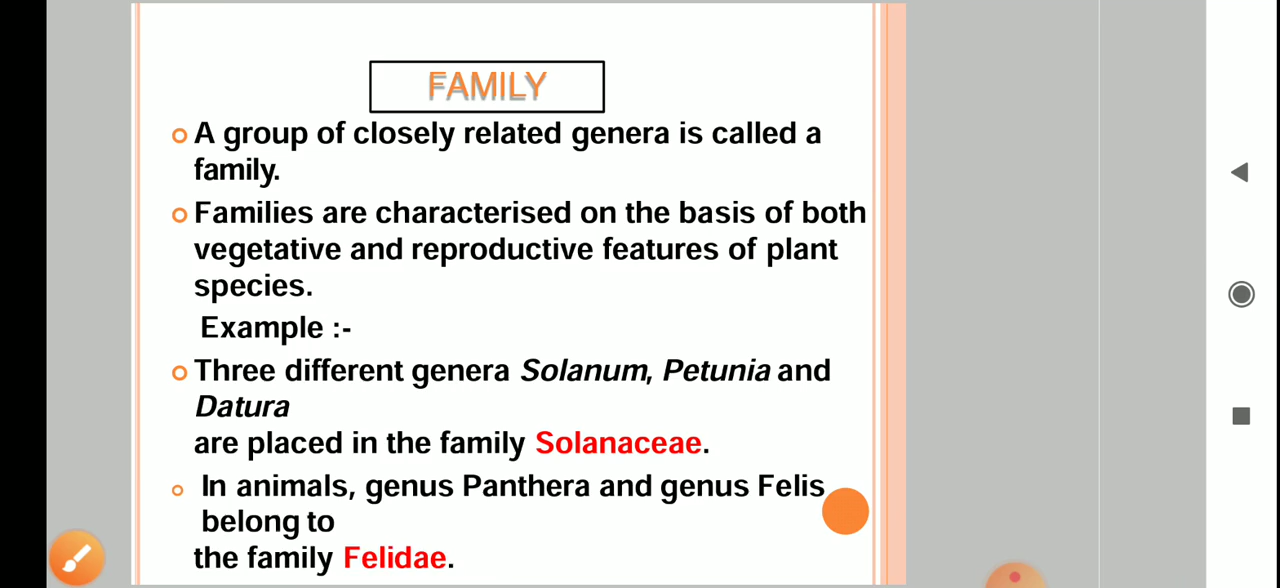 FAMILY
A group of closely related genera is called a
family.
Families are characterised on the basis of both
vegetative and reproductive features of plant
species.
Example :-
Three different genera Solanum, Petunia and
Datura
are placed in the family Solanaceae.
In animals, genus Panthera and genus Felis
belong to
the family Felidae.